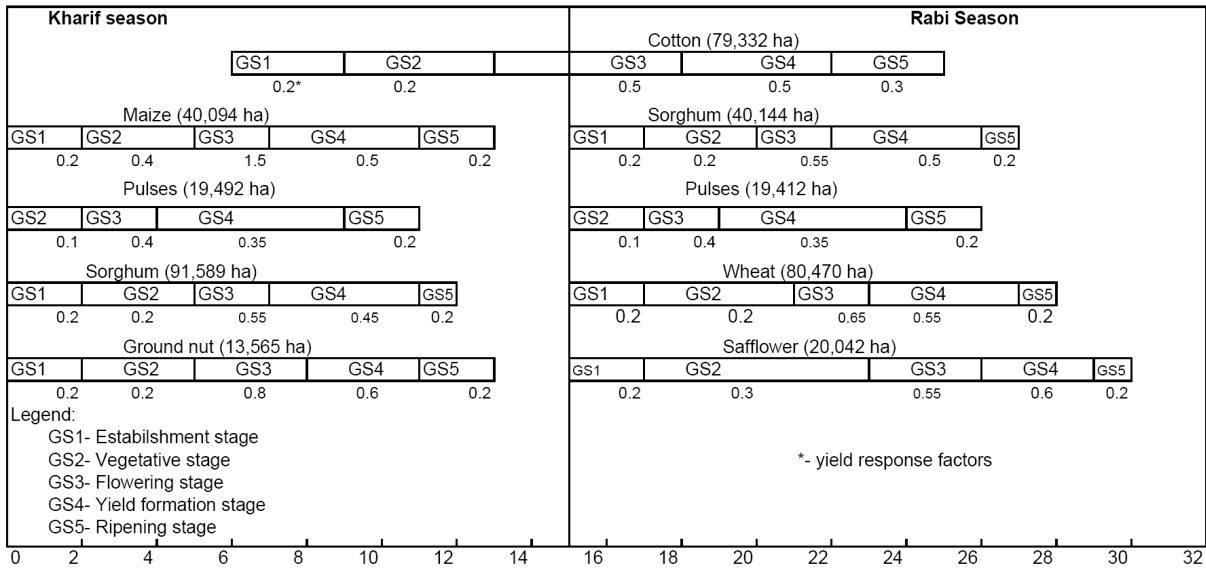 Kharif season Rabi Season
Cotton (79,332 ha)
GS1 GS2 GS3 GS4 GS5
0.2* 0.2 0.5 0.5 0.3
Maize (40,094 ha) Sorghum (40,144 ha)
GS1 GS2 GS3 GS4 GS5 GS1 GS2 GS3 GS4 GS5
0.2 0.4 1.5 0.5 0.2 0.2 0.2 0.55 0.5 0.2
Pulses (19,492 ha) Pulses (19,412 ha)
GS2 GS3 GS4 GS5 GS2 GS3 GS4 GS5
0.1 0.4 0.35 0.2 0.1 0.4 0.35 0.2
Sorghum (91,589 ha) Wheat (80,470 ha)
GS1 GS2 GS3 GS4 GS5 GS1 GS2 GS3 GS4 GS5
0.2 0.2 0.55 0.45 0.2 0.2 0.2 0.65 0.55 0.2
Ground nut (13,565 ha) Safflower (20,042 ha)
GS1 GS2 GS3 GS4 GS5 GS1 GS2 GS3 GS4 GS5
0.2 0.2 0.8 0.6 0.2 0.2 0.3 0.55 0.6 0.2
Legend:
GS1- Estabilshment stage
GS2- Vegetative stage *- yield response factors
GS3- Flowering stage
GS4- Yield formation stage
GS5- Ripening stage
0 2 4 6 8 10 12 14 16 18 20 22 24 26 28 30 32